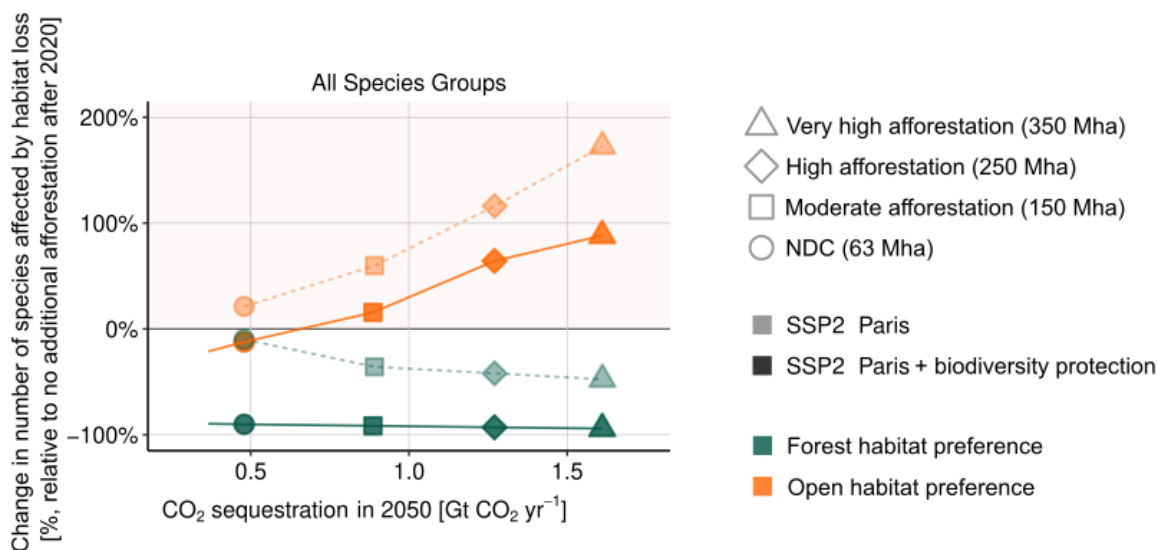 Change in number of species affected by habitat loss
[%, relative to no additional afforestation after 2020]
All Species Groups
200%
100%
0%
−100%
0.5 1.0 1.5
CO₂ sequestration in 2050 [Gt CO₂ yr⁻¹]
Very high afforestation (350 Mha)
High afforestation (250 Mha)
Moderate afforestation (150 Mha)
NDC (63 Mha)
SSP2 Paris
SSP2 Paris + biodiversity protection
Forest habitat preference
Open habitat preference